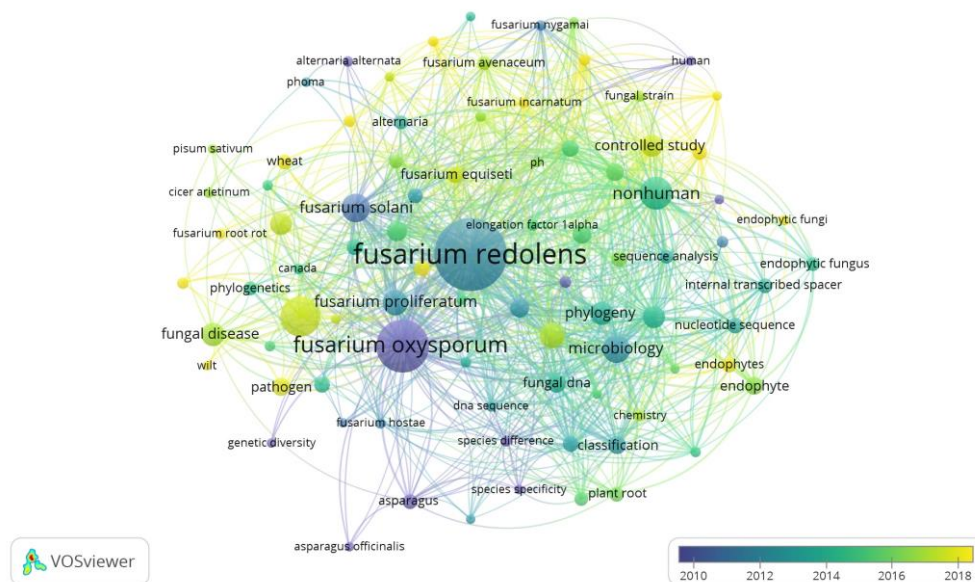 fusarium nygamai
alternaria alternata
fusarium avenaceum
human
phoma
fusarium incarnatum
fungal strain
alternaria
controlled study
pisum sativum
wheat
ph
fusarium equiseti
cicer arietinum
nonhuman
fusarium solani
elongation factor 1alpha
endophytic fungi
fusarium root rot
fusarium redolens
sequence analysis
endophytic fungus
canada
phylogenetics
internal transcribed spacer
fusarium proliferatum
phylogeny
nucleotide sequence
fungal disease
fusarium oxysporum
microbiology
wilt
endophytes
pathogen
fungal dna
endophyte
dna sequence
chemistry
fusarium hostae
genetic diversity
species difference
classification
species specificity
plant root
asparagus
asparagus officinalis
VOSviewer
2010 2012 2014 2016 2018